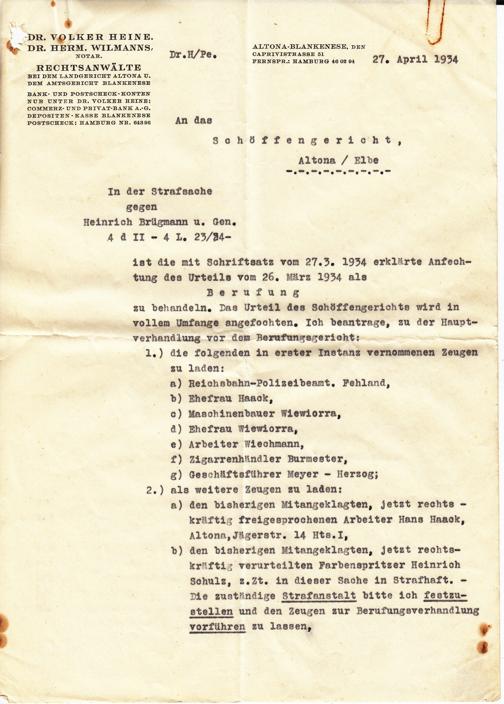 DR. VOLKER HEINE.
DR. HERM. WILMANNS.
NOTAR.
RECHTSANWÄLTE
BEI DEM LANDGERICHT ALTONA U.
DEM AMTSGERICHT BLANKENESE
BANK- UND POSTSCHECK-KONTEN
NUR UNTER DR. VOLKER HEINE:
COMMERZ- UND PRIVAT-BANK A.-G.
DEPOSITEN-KASSE BLANKENESE
POSTSCHECK: HAMBURG NR. 64386
Dr.H/Pe.
ALTONA-BLANKENESE, DEN
CAPRIVISTRASSE 51
FERNSPR.: HAMBURG 46 02 94
27. April 1934
An das
Schöffengericht,
Altona / Elbe
-.-.-.-.-.-.-.-.-
In der Strafsache
gegen
Heinrich Brügmann u. Gen.
4 d II - 4 L. 23/34-
ist die mit Schriftsatz vom 27.3. 1934 erklärte Anfech-
tung des Urteils vom 26. März 1934 als
Berufung
zu behandeln. Das Urteil des Schöffengerichts wird in
vollem Umfange angefochten. Ich beantrage, zu der Haupt-
verhandlung vor dem Berufungsgericht:
1.) die folgenden in erster Instanz vernommenen Zeugen
zu laden:
a) Reichsbahn-Polizeibeamt. Fehland,
b) Ehefrau Haack,
c) Maschinenbauer Wiewiorra,
d) Ehefrau Wiewiorra,
e) Arbeiter Wiechmann,
f) Zigarrenhändler Burmester,
g) Geschäftsführer Meyer - Herzog;
2.) als weitere Zeugen zu laden:
a) den bisherigen Mitangeklagten, jetzt rechts -
kräftig freigesprochenen Arbeiter Hans Haack,
Altona,Jägerstr. 14 Hts.I,
b) den bisherigen Mitangeklagten, jetzt rechts-
kräftig verurteilten Farbenspritzer Heinrich
Schulz, z.Zt. in dieser Sache in Strafhaft. -
Die zuständige Strafanstalt bitte ich festzu-
stellen und den Zeugen zur Berufungsverhandlung
vorführen zu lassen,